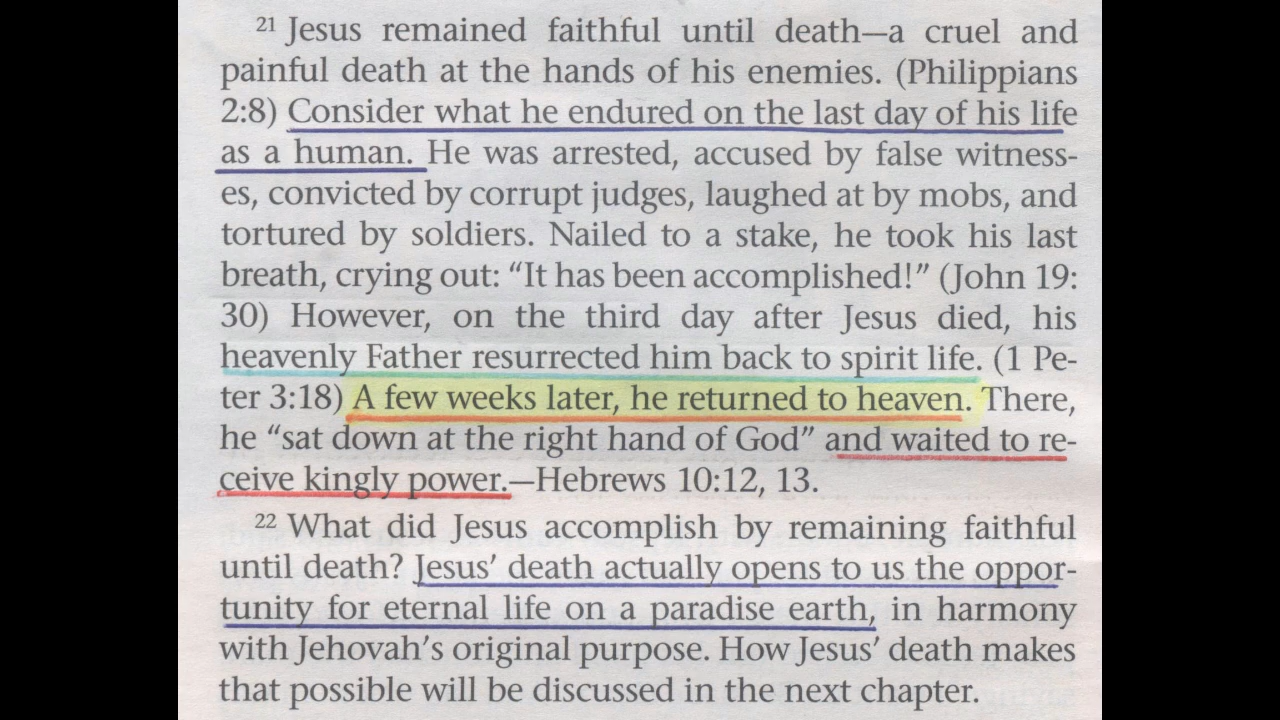 21 Jesus remained faithful until death—a cruel and
painful death at the hands of his enemies. (Philippians
2:8) Consider what he endured on the last day of his life
as a human. He was arrested, accused by false witness-
es, convicted by corrupt judges, laughed at by mobs, and
tortured by soldiers. Nailed to a stake, he took his last
breath, crying out: “It has been accomplished!” (John 19:
30) However, on the third day after Jesus died, his
heavenly Father resurrected him back to spirit life. (1 Pe-
ter 3:18) A few weeks later, he returned to heaven. There,
he “sat down at the right hand of God” and waited to re-
ceive kingly power.—Hebrews 10:12, 13.
22 What did Jesus accomplish by remaining faithful
until death? Jesus’ death actually opens to us the oppor-
tunity for eternal life on a paradise earth, in harmony
with Jehovah’s original purpose. How Jesus’ death makes
that possible will be discussed in the next chapter.